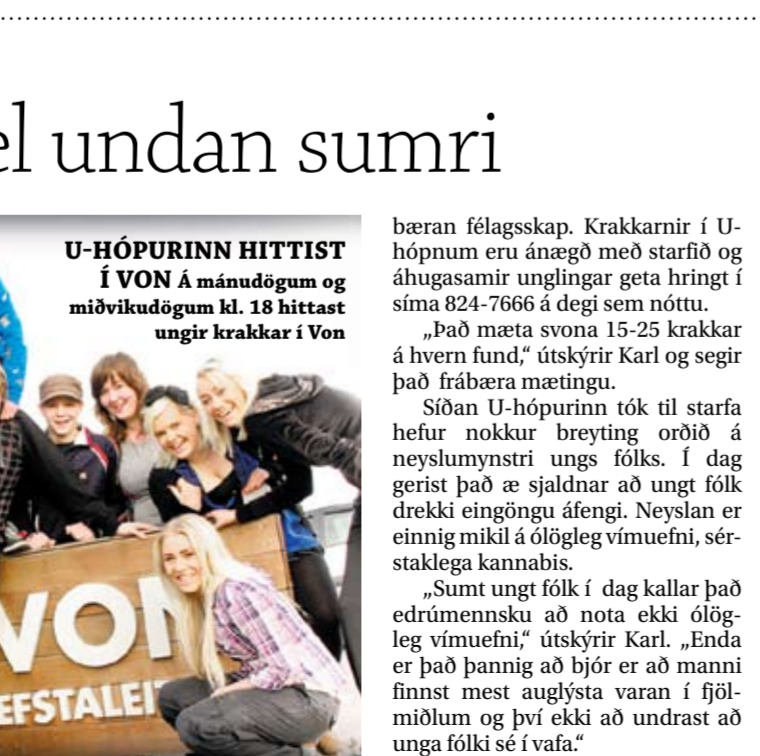 el undan sumri
U-HÓPURINN HITTIST
Í VON Á mánudögum og
miðvikudögum kl. 18 hittast
ungir krakkar í Von
VON
EFSTALEIT
bæran félagsskap. Krakkarnir í U-
hópnum eru ánægð með starfið og
áhugasamir unglingar geta hringt í
síma 824-7666 á degi sem nóttu.
„Það mæta svona 15-25 krakkar
á hvern fund,“ útskýrir Karl og segir
það frábæra mætingu.
Síðan U-hópurinn tók til starfa
hefur nokkur breyting orðið á
neyslumynstri ungs fólks. Í dag
gerist það æ sjaldnar að ungt fólk
drekki eingöngu áfengi. Neyslan er
einnig mikil á ólögleg vímuefni, sér-
staklega kannabis.
„Sumt ungt fólk í dag kallar það
edrúmennsku að nota ekki ólög-
leg vímuefni,“ útskýrir Karl. „Enda
er það þannig að bjór er að manni
finnst mest auglýsta varan í fjöl-
miðlum og því ekki að undrast að
unga fólki sé í vafa.“